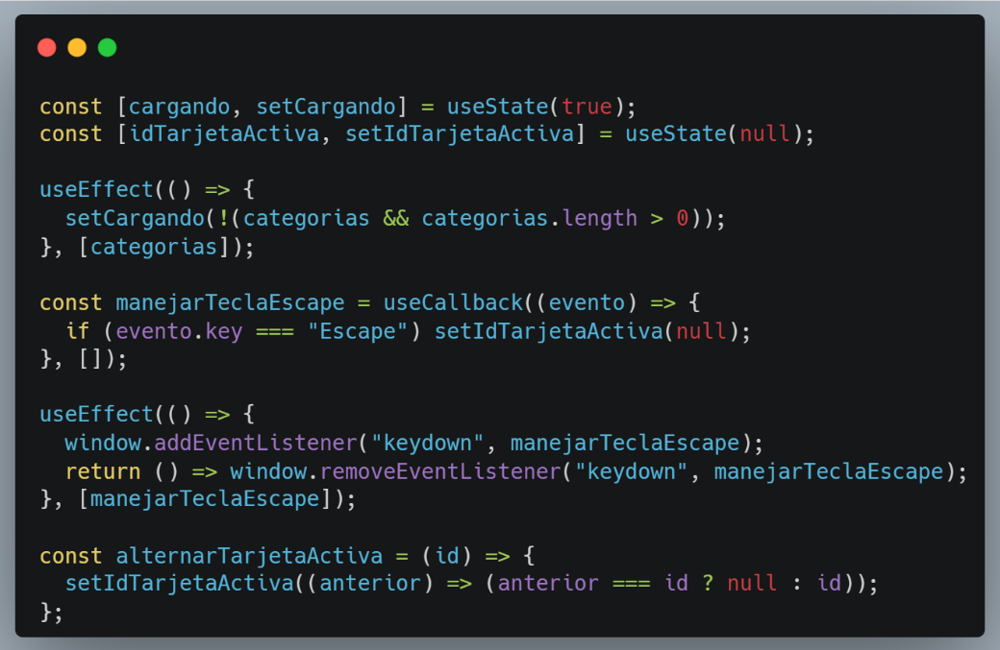 const [cargando, setCargando] = useState(true);
const [idTarjetaActiva, setIdTarjetaActiva] = useState(null);

useEffect(() => {
  setCargando(!(categorias && categorias.length > 0));
}, [categorias]);

const manejarTeclaEscape = useCallback((evento) => {
  if (evento.key === "Escape") setIdTarjetaActiva(null);
}, []);

useEffect(() => {
  window.addEventListener("keydown", manejarTeclaEscape);
  return () => window.removeEventListener("keydown", manejarTeclaEscape);
}, [manejarTeclaEscape]);

const alternarTarjetaActiva = (id) => {
  setIdTarjetaActiva((anterior) => (anterior === id ? null : id));
};